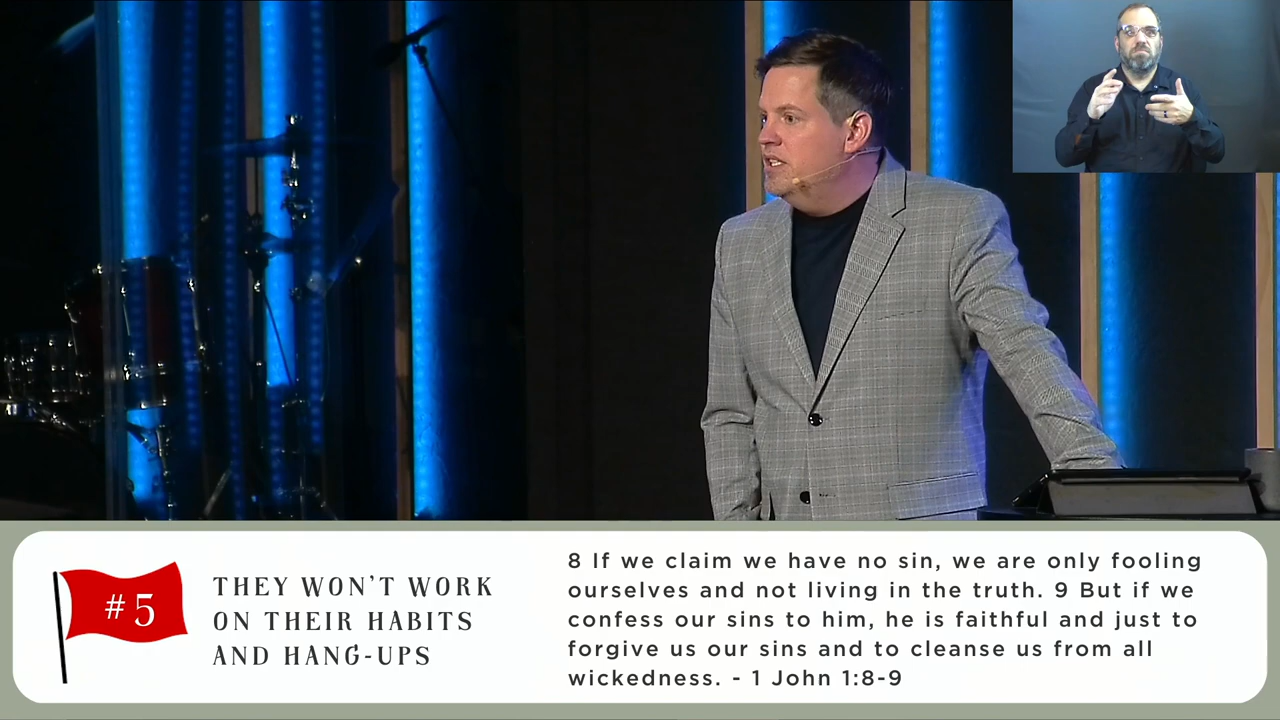 #5
THEY WON'T WORK
ON THEIR HABITS
AND HANG-UPS
8 If we claim we have no sin, we are only fooling
ourselves and not living in the truth. 9 But if we
confess our sins to him, he is faithful and just to
forgive us our sins and to cleanse us from all
wickedness. - 1 John 1:8-9